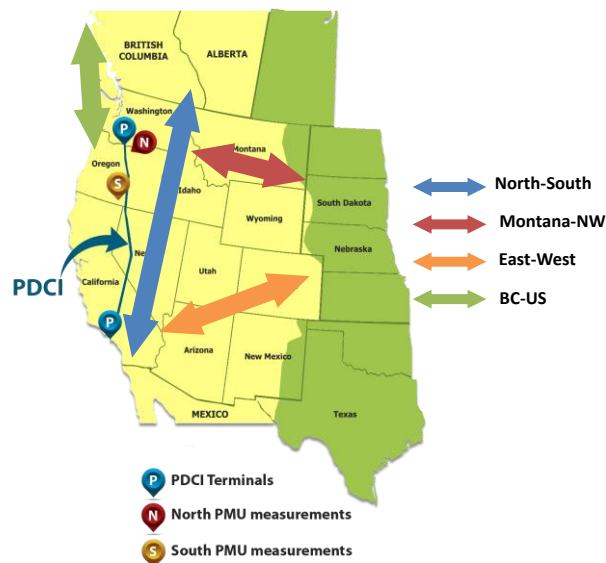 BRITISH
COLUMBIA
ALBERTA
Washington
P
N
Montana
Oregon
S
Idaho
South Dakota
Wyoming
Nebraska
Ne
Utah
California
PDCI
P
Arizona
New Mexico
MEXICO
Texas
North-South
Montana-NW
East-West
BC-US
P PDCI Terminals
N North PMU measurements
S South PMU measurements